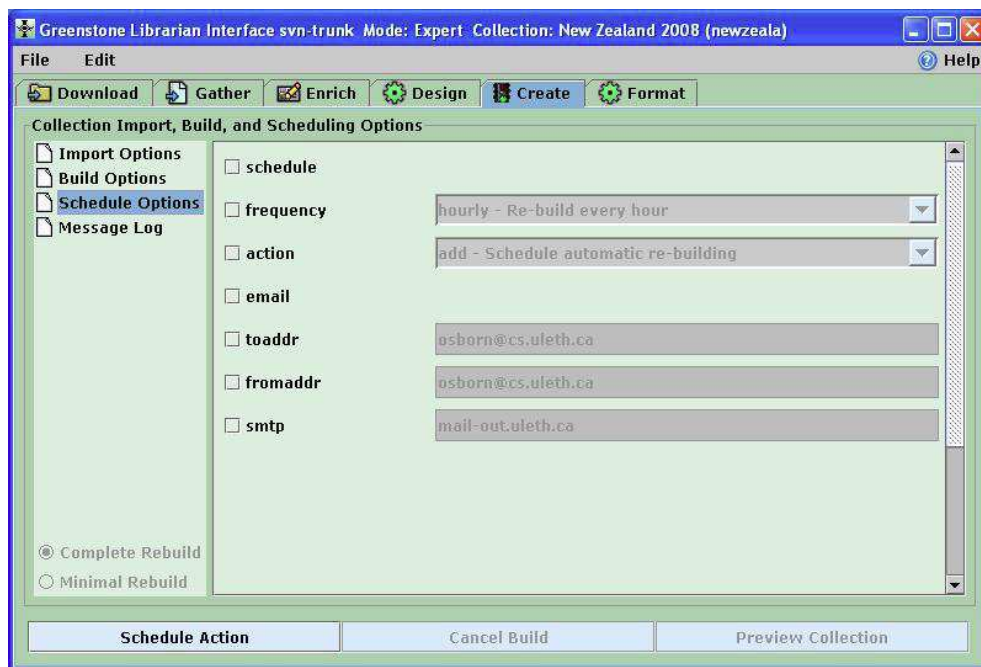 Greenstone Librarian Interface svn-trunk Mode: Expert Collection: New Zealand 2008 (newzeala)
File Edit Help
Download Gather Enrich Design Create Format
Collection Import, Build, and Scheduling Options
Import Options
Build Options
Schedule Options
Message Log
schedule
frequency hourly - Re-build every hour
action add - Schedule automatic re-building
email
toaddr osborn@cs.uleth.ca
fromaddr osborn@cs.uleth.ca
smtp mail-out.uleth.ca
Complete Rebuild
Minimal Rebuild
Schedule Action Cancel Build Preview Collection